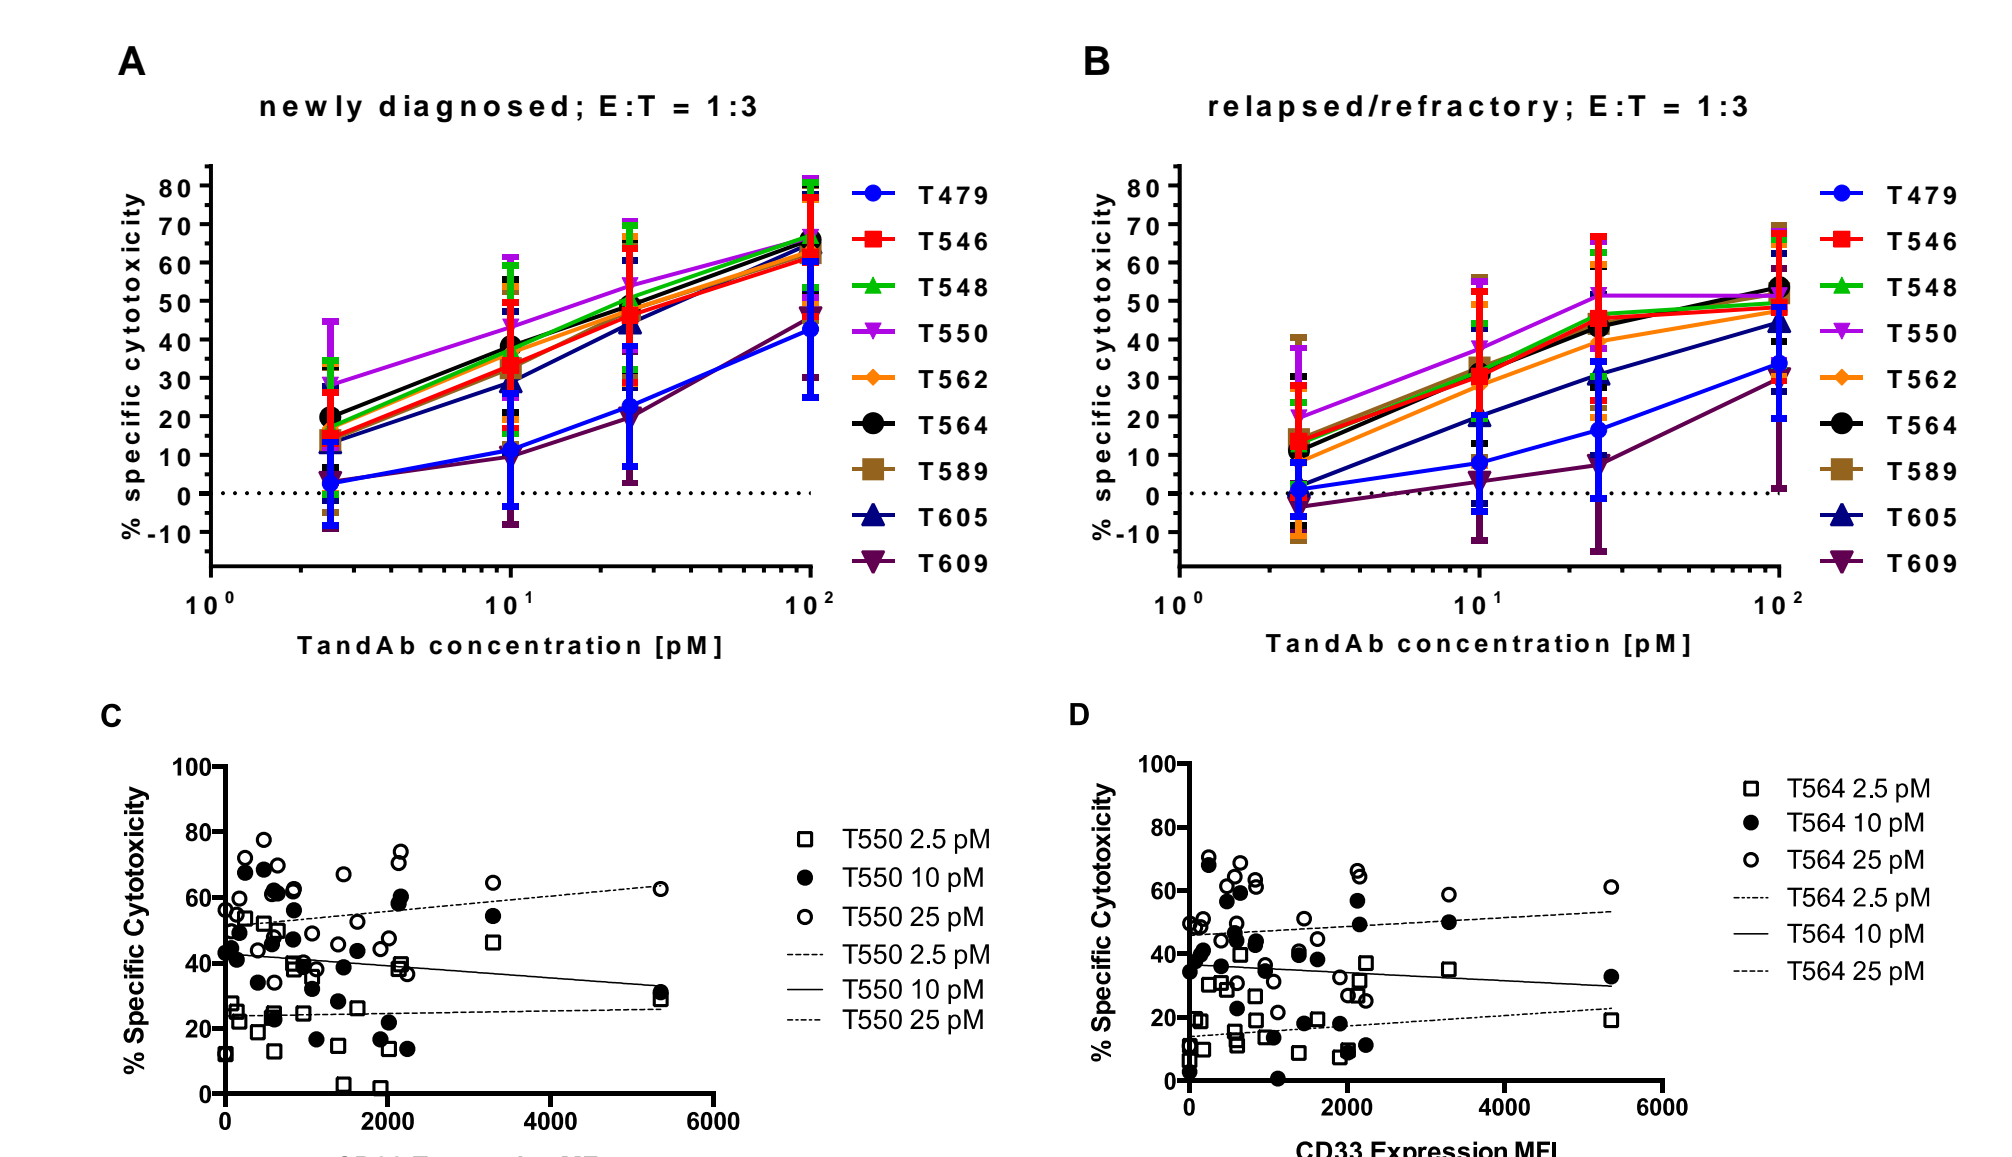 A
newly diagnosed; E:T = 1:3
% specific cytotoxicity
80
70
60
50
40
30
20
10
0
-10
10⁰
10¹
10²
TandAb concentration [pM]
T479
T546
T548
T550
T562
T564
T589
T605
T609
B
relapsed/refractory; E:T = 1:3
% specific cytotoxicity
80
70
60
50
40
30
20
10
0
-10
10⁰
10¹
10²
TandAb concentration [pM]
T479
T546
T548
T550
T562
T564
T589
T605
T609
C
% Specific Cytotoxicity
100
80
60
40
20
0
0
2000
4000
6000
T550 2.5 pM
T550 10 pM
T550 25 pM
T550 2.5 pM
T550 10 pM
T550 25 pM
D
% Specific Cytotoxicity
100
80
60
40
20
0
0
2000
4000
6000
CD33 Expression MFI
T564 2.5 pM
T564 10 pM
T564 25 pM
T564 2.5 pM
T564 10 pM
T564 25 pM